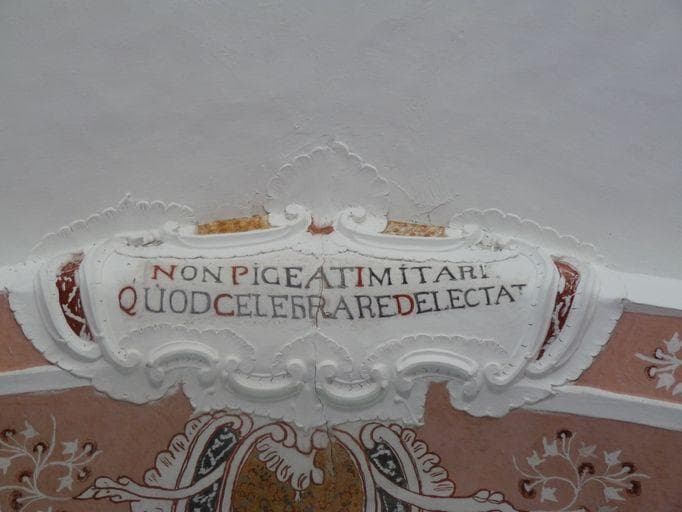 NON PIGEAT IMITARI
QUOD CELEBRARE DELECTAT